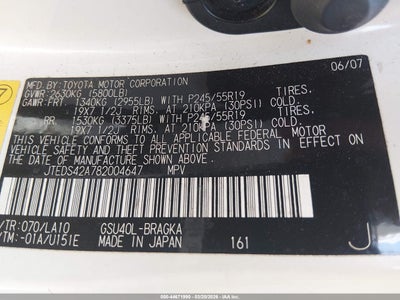 MFD. BY: TOYOTA MOTOR CORPORATION 06/07
GVWR: 2630KG (5800LB)
GAWR: FRT 1340KG (2955LB) WITH P245/55R19 TIRES,
19X7 1/2J RIMS, AT 210KPA (30PSI) COLD.
RR 1530KG (3375LB) WITH P245/55R19 TIRES,
19X7 1/2J RIMS, AT 210KPA (30PSI) COLD.
THIS VEHICLE CONFORMS TO ALL APPLICABLE FEDERAL MOTOR
VEHICLE SAFETY AND THEFT PREVENTION STANDARDS IN EFFECT
ON THE DATE OF MANUFACTURE SHOWN ABOVE.
JTEDS42A782004647 MPV
/TR:070/LA10 GSU40L-BRAGKA
/TM:-01A/U151E MADE IN JAPAN 161 J